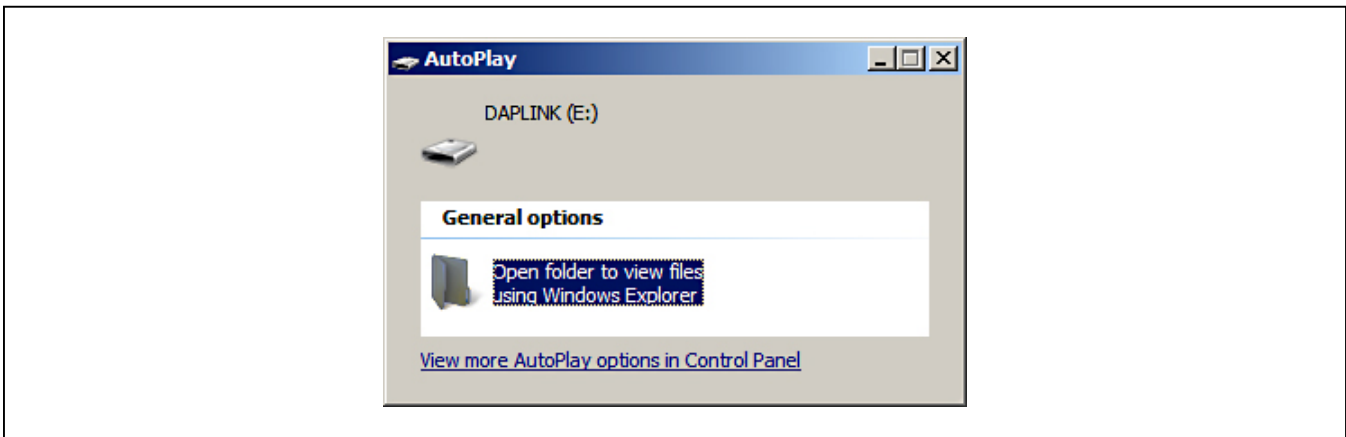 AutoPlay
DAPLINK (E:)
General options
Open folder to view files
using Windows Explorer
View more AutoPlay options in Control Panel